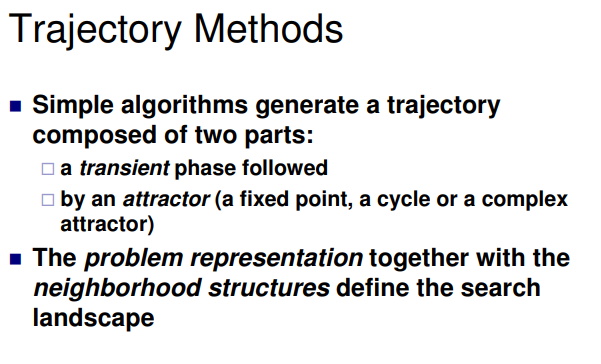 Trajectory Methods
Simple algorithms generate a trajectory
composed of two parts:
a transient phase followed
by an attractor (a fixed point, a cycle or a complex
attractor)
The problem representation together with the
neighborhood structures define the search
landscape